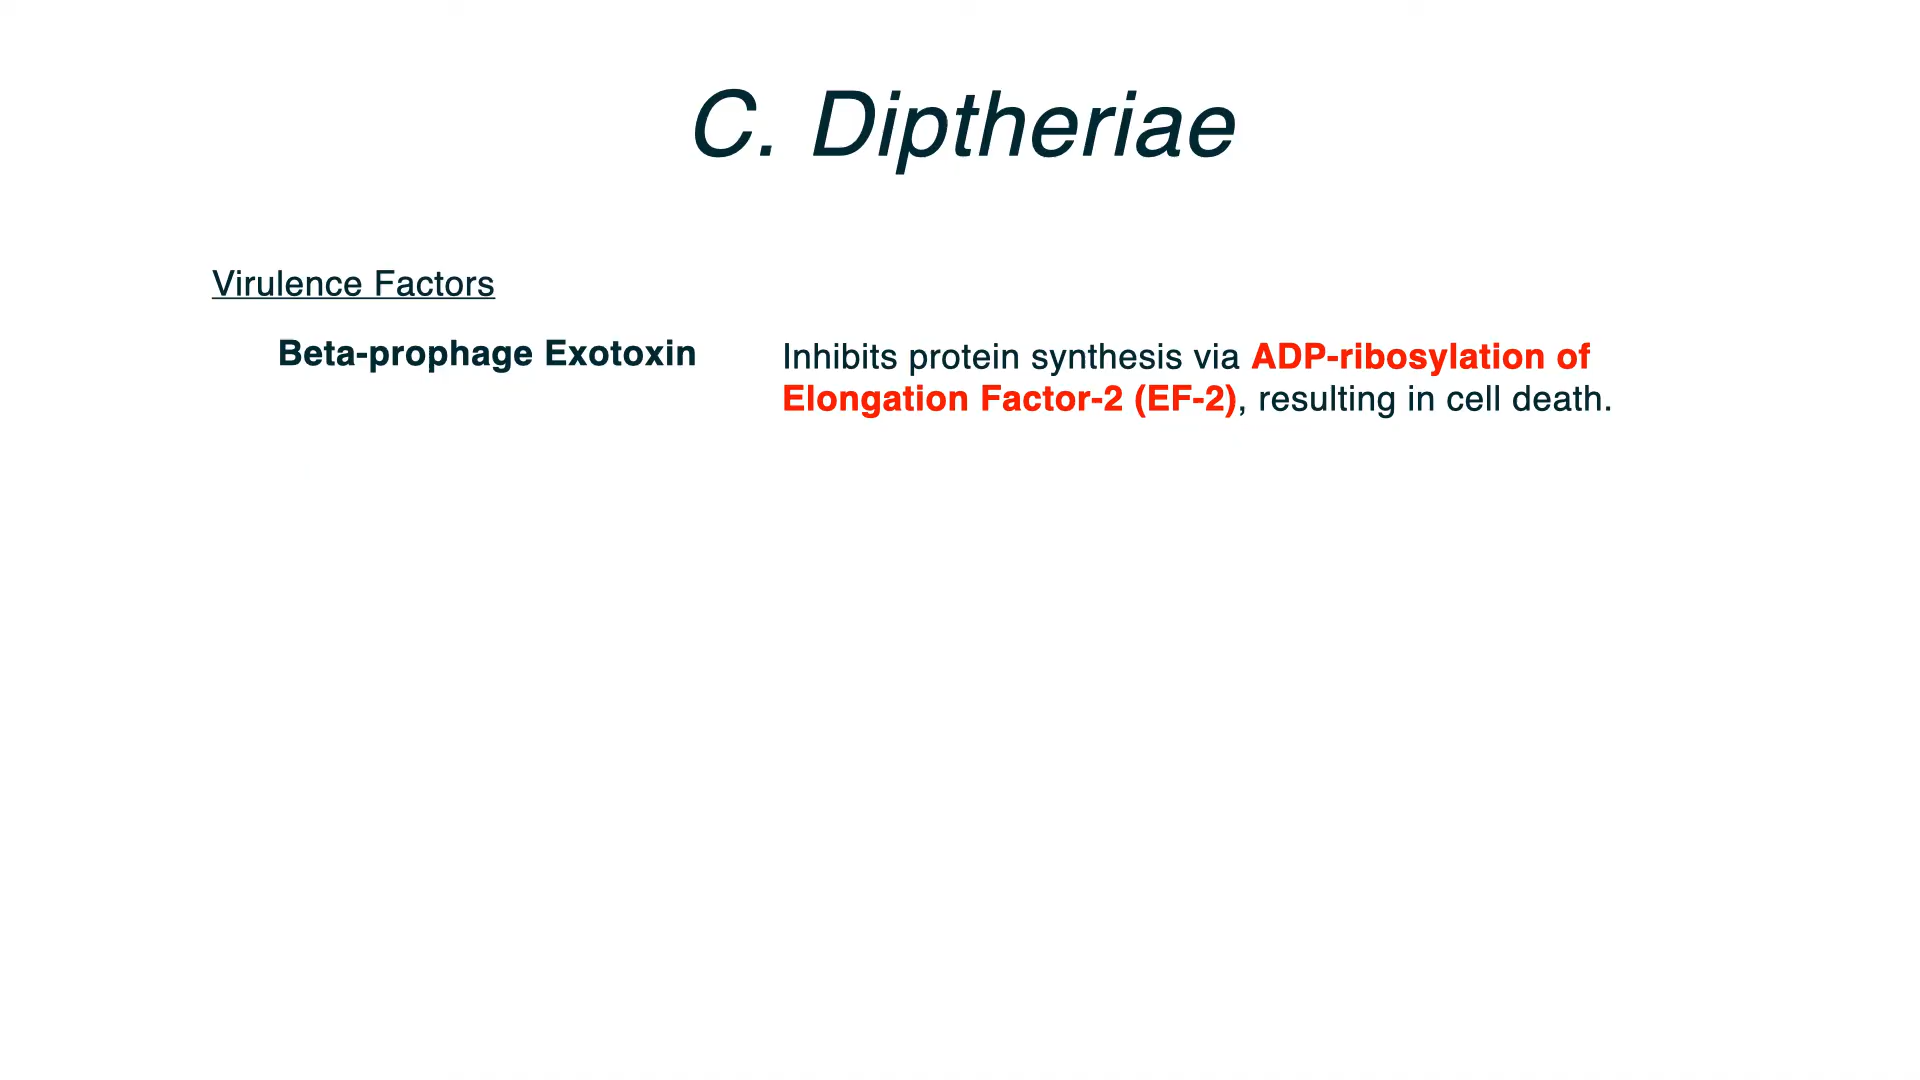 C. Diptheriae
Virulence Factors
Beta-prophage Exotoxin
Inhibits protein synthesis via ADP-ribosylation of
Elongation Factor-2 (EF-2), resulting in cell death.